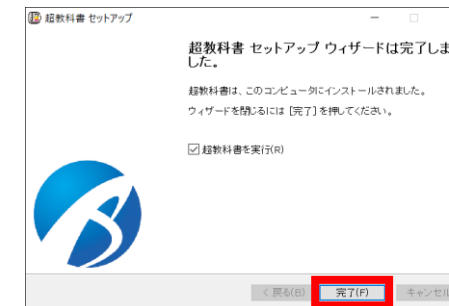 超教科書 セットアップ
超教科書 セットアップ ウィザードは完了しま
した。
超教科書は、このコンピュータにインストールされました。
ウィザードを閉じるには [完了] を押してください。
超教科書を実行(R)
< 戻る(B)
完了(F)
キャンセル